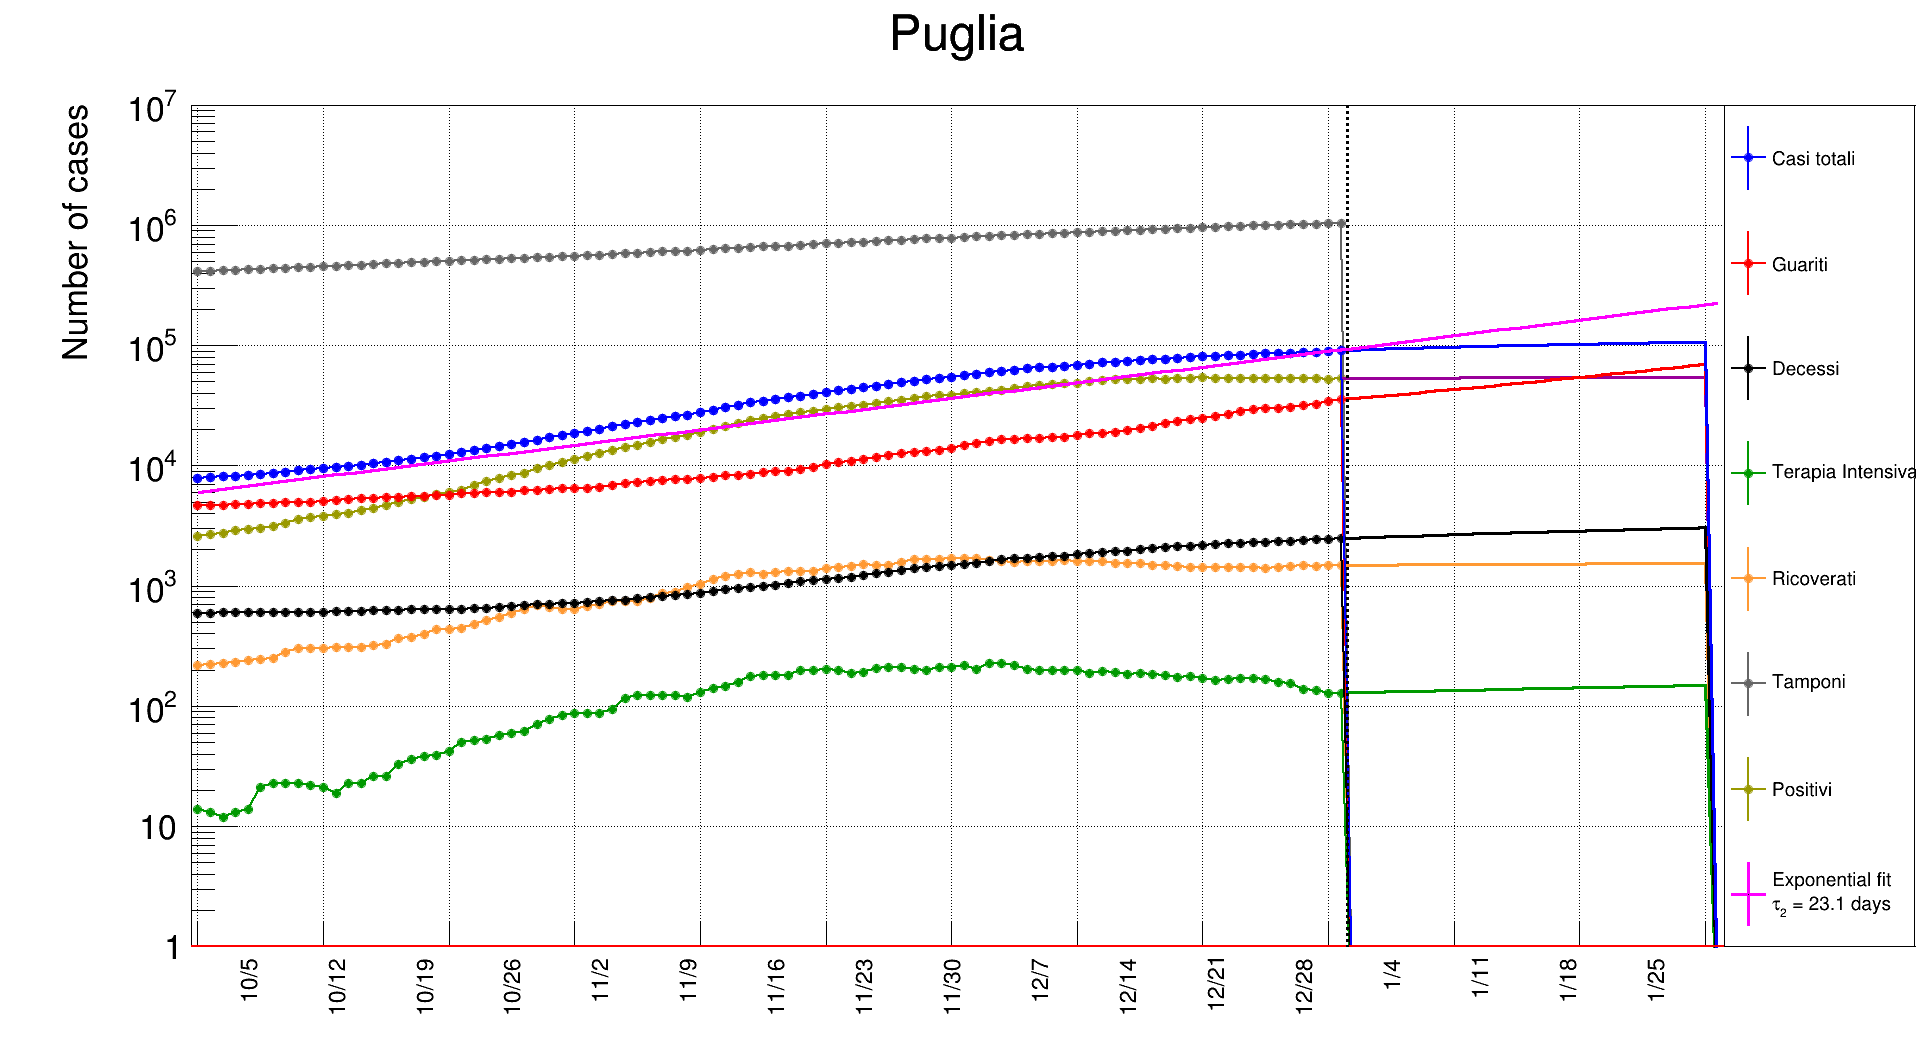 Puglia
Number of cases
10^7
10^6
10^5
10^4
10^3
10^2
10
1
10/5
10/12
10/19
10/26
11/2
11/9
11/16
11/23
11/30
12/7
12/14
12/21
12/28
1/4
1/11
1/18
1/25
Casi totali
Guariti
Decessi
Terapia Intensiva
Ricoverati
Tamponi
Positivi
Exponential fit
τ₂ = 23.1 days